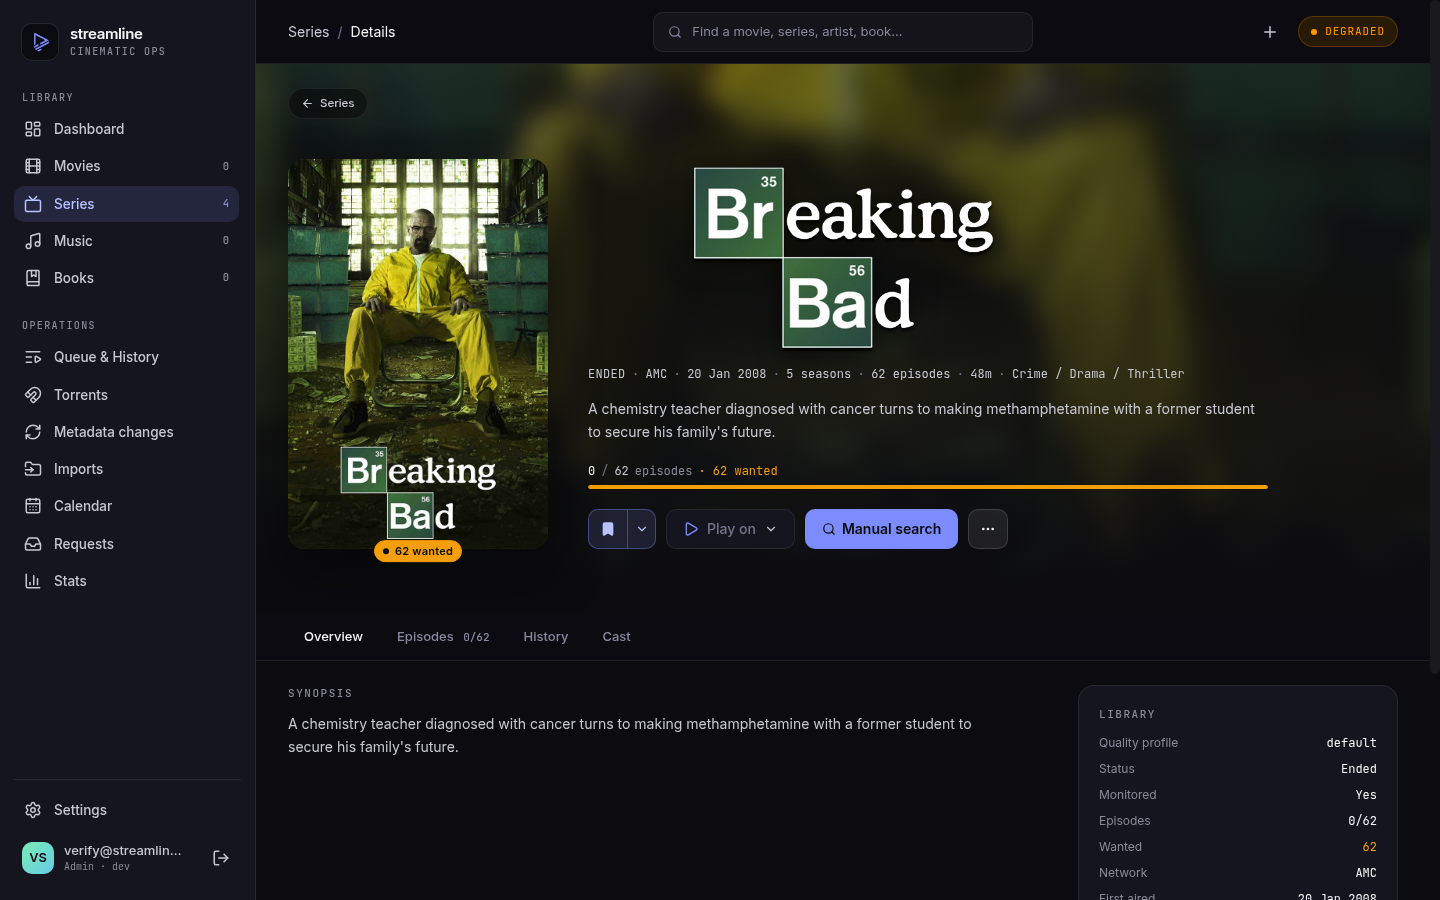 streamline
CINEMATIC OPS
LIBRARY
Dashboard
Movies 0
Series 4
Music 0
Books 0
OPERATIONS
Queue & History
Torrents
Metadata changes
Imports
Calendar
Requests
Stats
Settings
VS
verify@streamlin...
Admin · dev
Series / Details
Find a movie, series, artist, book...
DEGRADED
Series
35
Breaking
56
Bad
62 wanted
35
Breaking
56
Bad
ENDED · AMC · 20 Jan 2008 · 5 seasons · 62 episodes · 48m · Crime / Drama / Thriller
A chemistry teacher diagnosed with cancer turns to making methamphetamine with a former student
to secure his family's future.
0 / 62 episodes · 62 wanted
Play on
Manual search
Overview Episodes 0/62 History Cast
SYNOPSIS
A chemistry teacher diagnosed with cancer turns to making methamphetamine with a former student to
secure his family's future.
LIBRARY
Quality profile default
Status Ended
Monitored Yes
Episodes 0/62
Wanted 62
Network AMC
First aired 20 Jan 2008